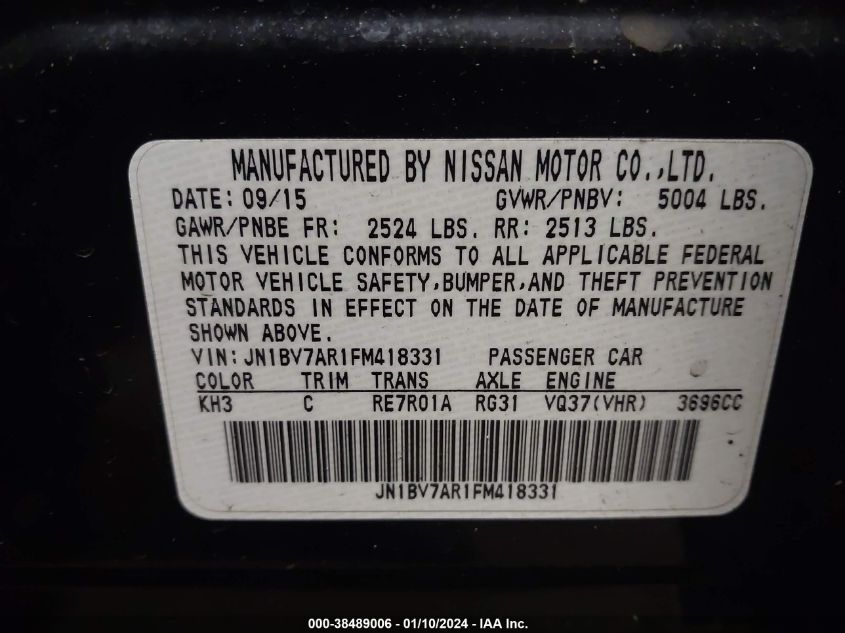 MANUFACTURED BY NISSAN MOTOR CO.,LTD.
DATE: 09/15 GVWR/PNBV: 5004 LBS.
GAWR/PNBE FR: 2524 LBS. RR: 2513 LBS.
THIS VEHICLE CONFORMS TO ALL APPLICABLE FEDERAL
MOTOR VEHICLE SAFETY,BUMPER,AND THEFT PREVENTION
STANDARDS IN EFFECT ON THE DATE OF MANUFACTURE
SHOWN ABOVE.
VIN:JN1BV7AR1FM418331 PASSENGER CAR
COLOR TRIM TRANS AXLE ENGINE
KH3 C RE7R01A RG31 VQ37(VHR) 3696CC
JN1BV7AR1FM418331
000-38489006 - 01/10/2024 - IAA Inc.